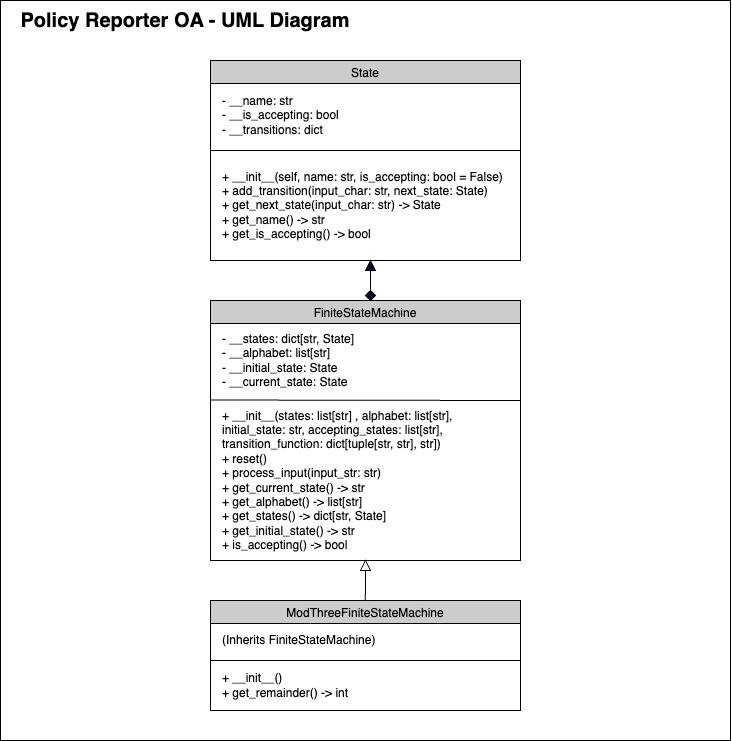 Policy Reporter OA - UML Diagram
State
- __name: str
- __is_accepting: bool
- __transitions: dict
+ __init__(self, name: str, is_accepting: bool = False)
+ add_transition(input_char: str, next_state: State)
+ get_next_state(input_char: str) -> State
+ get_name() -> str
+ get_is_accepting() -> bool
FiniteStateMachine
- __states: dict[str, State]
- __alphabet: list[str]
- __initial_state: State
- __current_state: State
+ __init__(states: list[str] , alphabet: list[str],
initial_state: str, accepting_states: list[str],
transition_function: dict[tuple[str, str], str])
+ reset()
+ process_input(input_str: str)
+ get_current_state() -> str
+ get_alphabet() -> list[str]
+ get_states() -> dict[str, State]
+ get_initial_state() -> str
+ is_accepting() -> bool
ModThreeFiniteStateMachine
(Inherits FiniteStateMachine)
+ __init__()
+ get_remainder() -> int